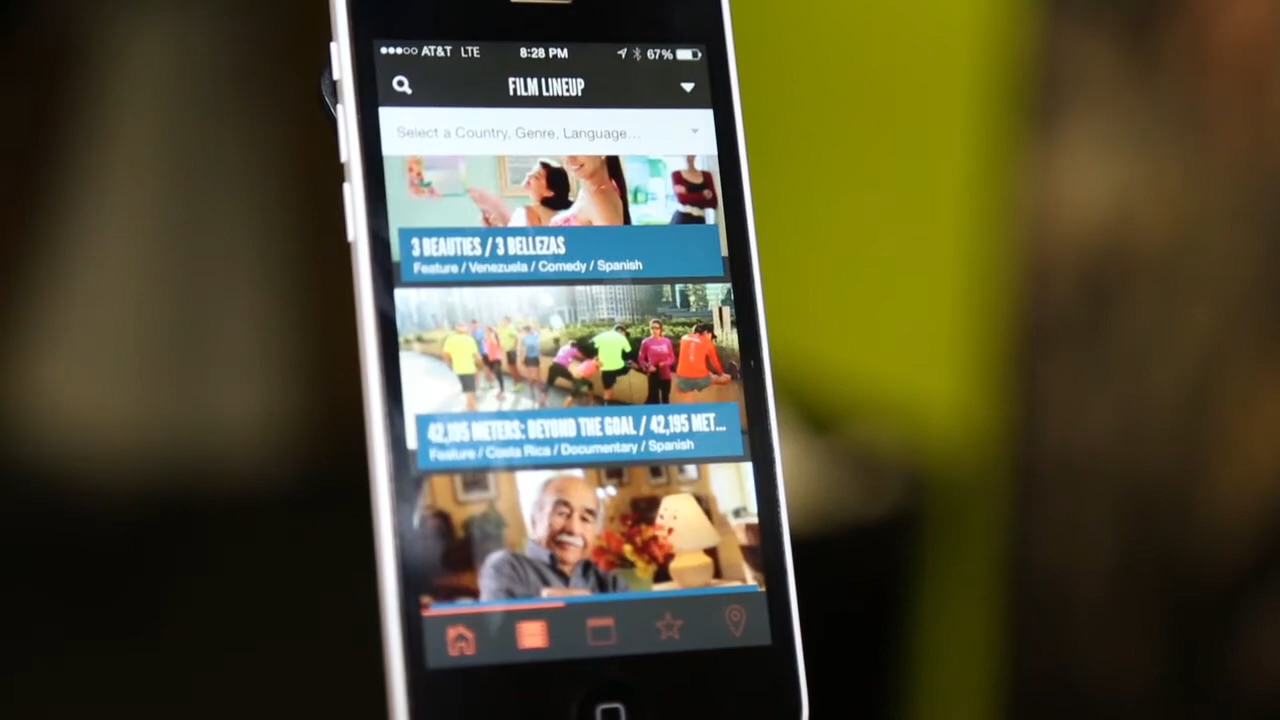 AT&T LTE 8:28 PM 67%
FILM LINEUP
Select a Country, Genre, Language...
3 BEAUTIES / 3 BELLEZAS
Feature / Venezuela / Comedy / Spanish
42,195 METERS: BEYOND THE GOAL / 42,195 MET...
Feature / Costa Rica / Documentary / Spanish